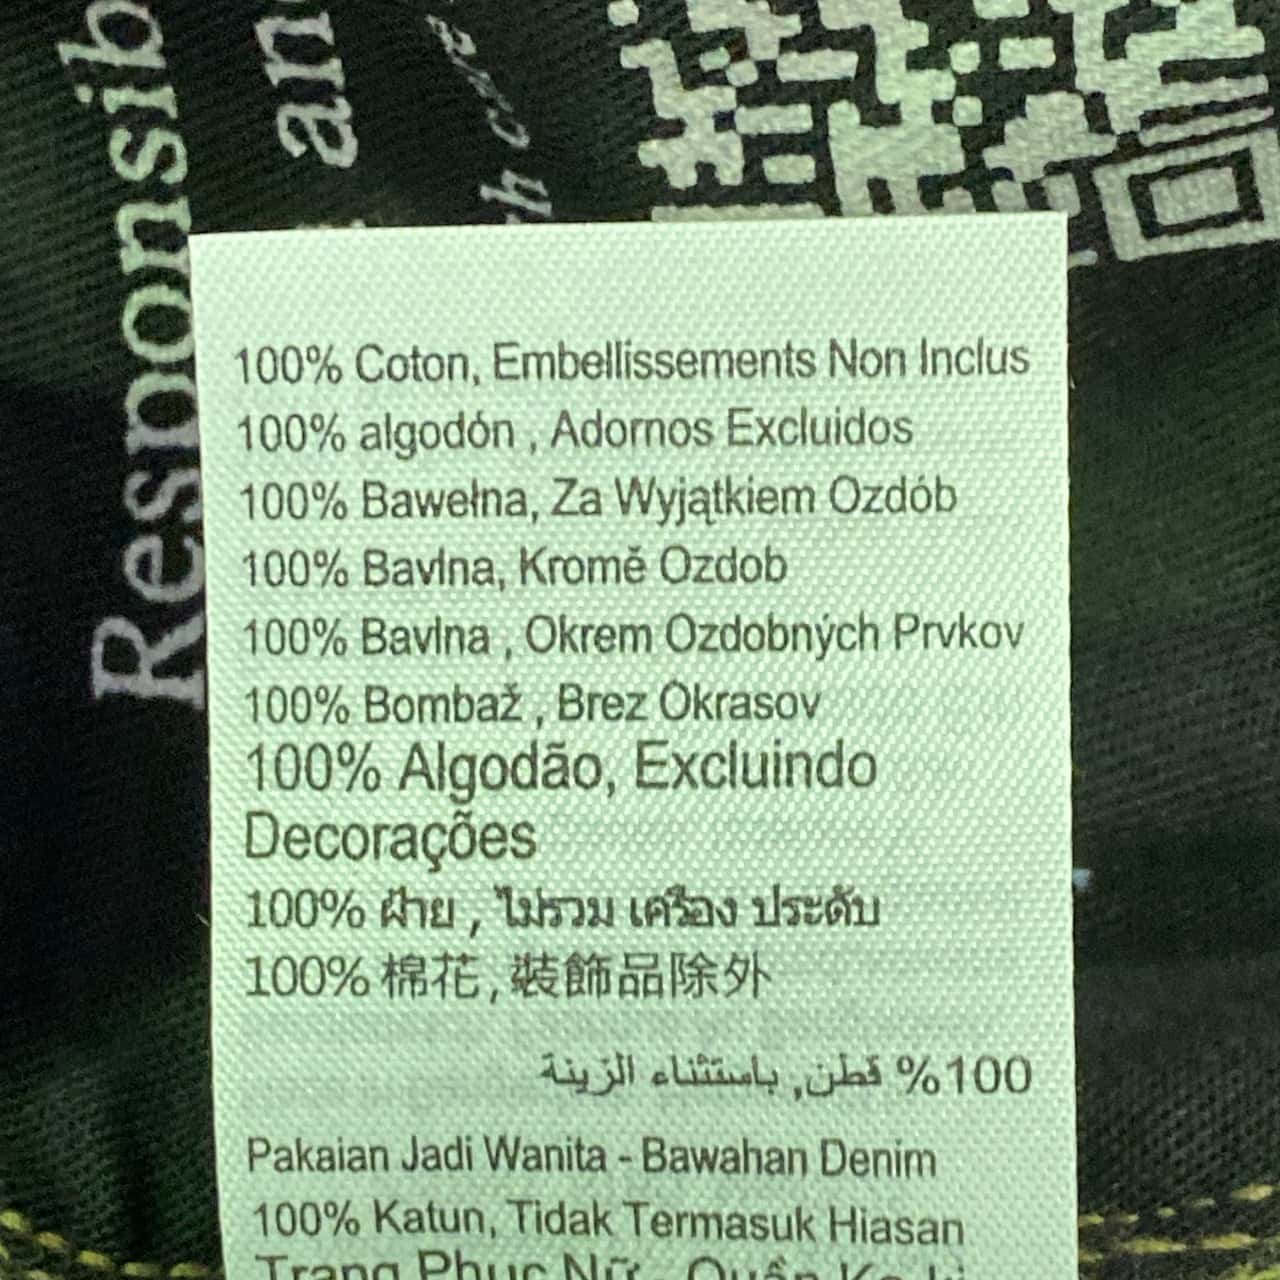 Responsib
an
100% Coton, Embellissements Non Inclus
100% algodón , Adornos Excluidos
100% Bawełna, Za Wyjątkiem Ozdób
100% Bavlna, Kromě Ozdob
100% Bavlna , Okrem Ozdobných Prvkov
100% Bombaž , Brez Okrasov
100% Algodão, Excluindo
Decorações
100% ฝ้าย , ไม่รวม เครื่อง ประดับ
100% 棉花, 裝飾品除外
100% قطن, باستثناء الزينة
Pakaian Jadi Wanita - Bawahan Denim
100% Katun, Tidak Termasuk Hiasan
Trang Phục Nữ